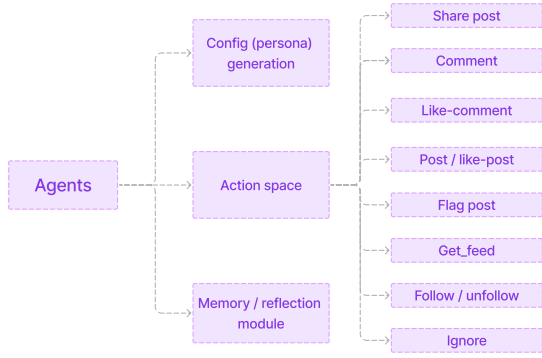 Agents
Config (persona)
generation
Action space
Memory / reflection
module
Share post
Comment
Like-comment
Post / like-post
Flag post
Get_feed
Follow / unfollow
Ignore